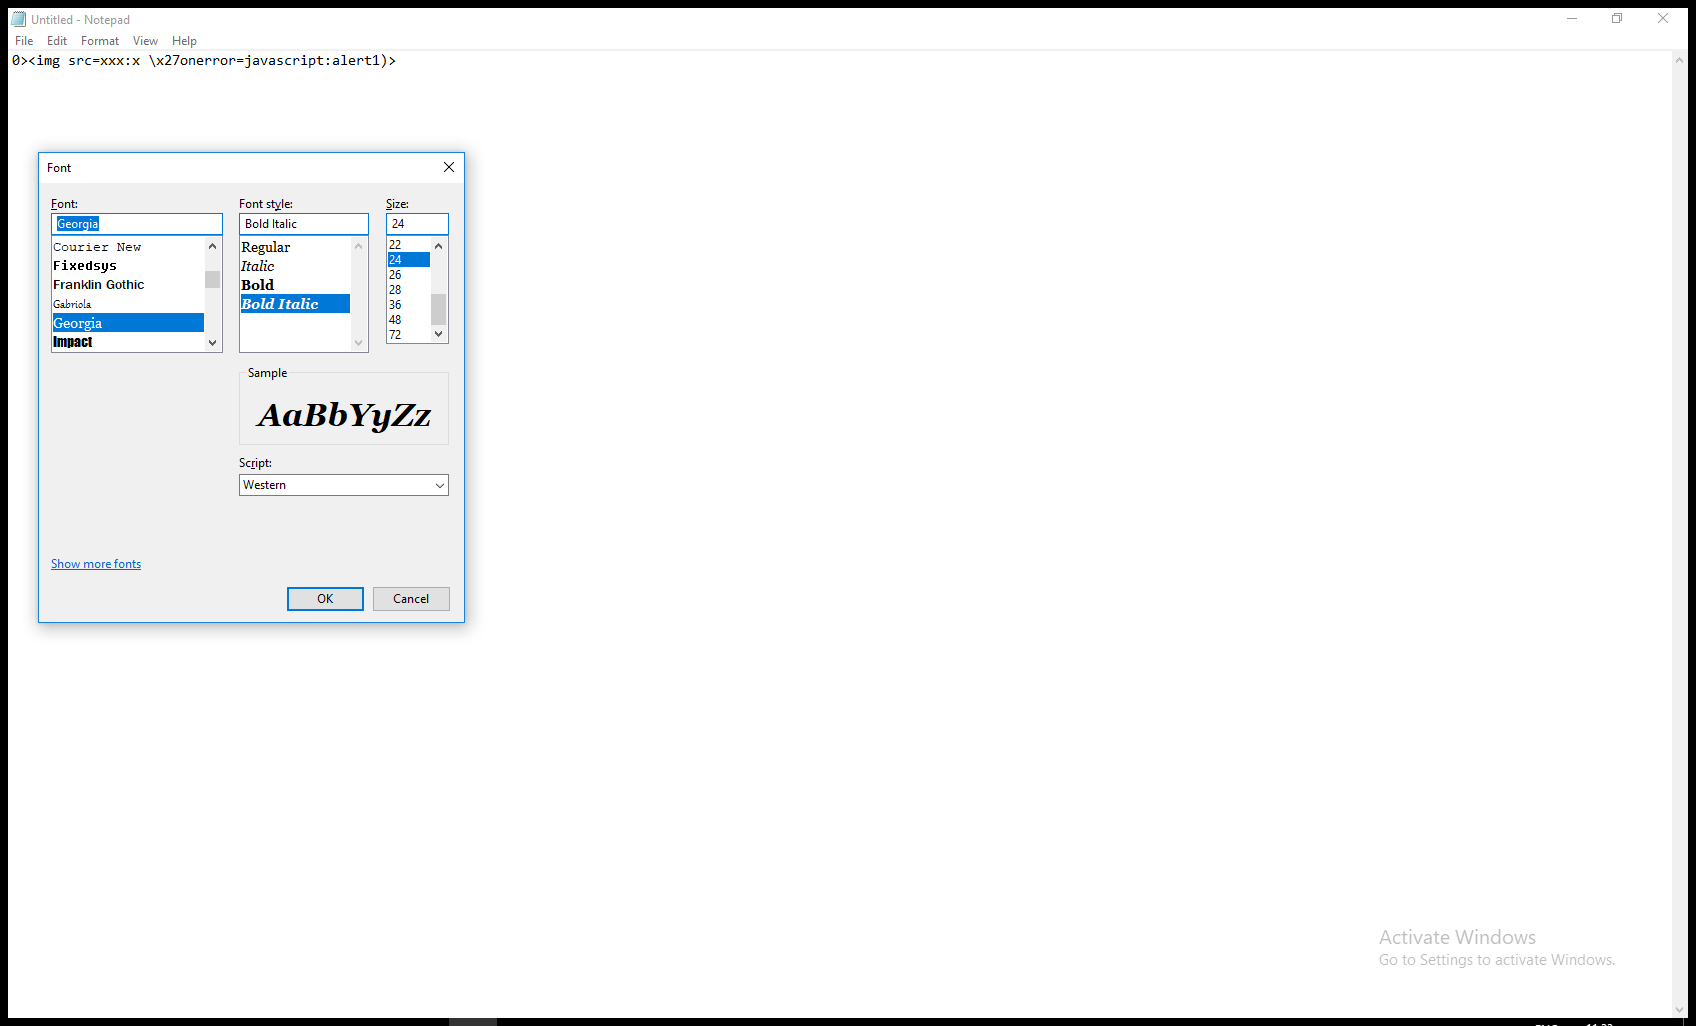 Untitled - Notepad
File Edit Format View Help
0><img src=xxx:x \x27onerror=javascript:alert1)>
Font
Font: Font style: Size:
Georgia Bold Italic 24
Courier New
Fixedsys
Franklin Gothic
Gabriola
Georgia
Impact
Regular
Italic
Bold
Bold Italic
22
24
26
28
36
48
72
Sample
AaBbYyZz
Script:
Western
Show more fonts
OK Cancel
Activate Windows
Go to Settings to activate Windows.